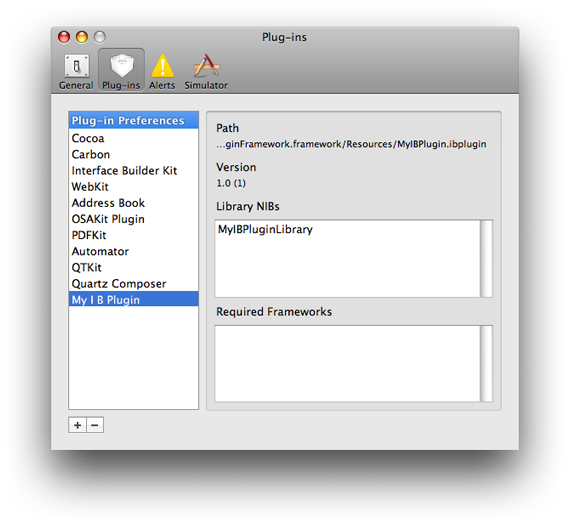 Plug-ins
General Plug-ins Alerts Simulator
Plug-in Preferences
Cocoa
Carbon
Interface Builder Kit
WebKit
Address Book
OSAKit Plugin
PDFKit
Automator
QTKit
Quartz Composer
My I B Plugin
Path
...ginFramework.framework/Resources/MyIBPlugin.ibplugin
Version
1.0 (1)
Library NIBs
MyIBPluginLibrary
Required Frameworks